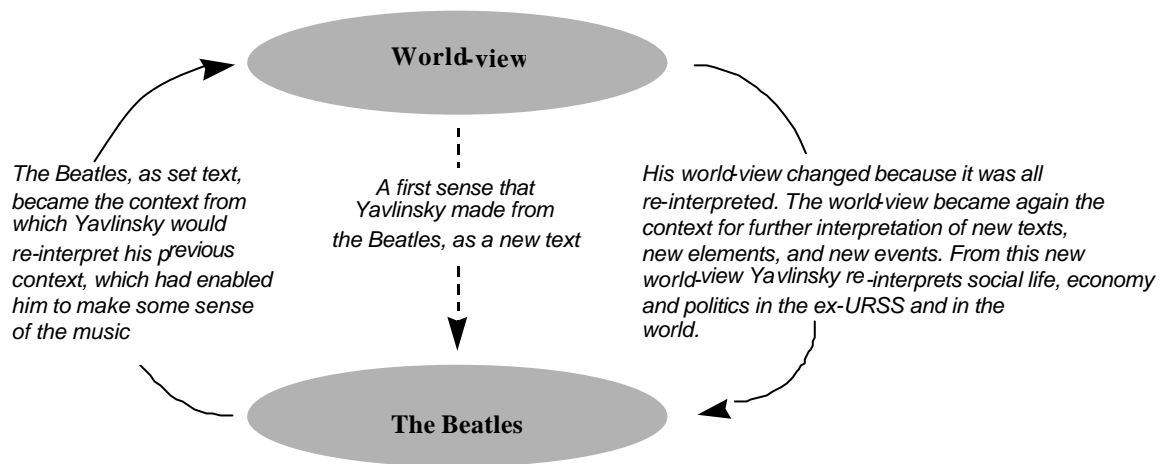 World-view
The Beatles, as set text,
became the context from
which Yavlinsky would
re-interpret his previous
context, which had enabled
him to make some sense
of the music
A first sense that
Yavlinsky made from
the Beatles, as a new text
His world-view changed because it was all
re-interpreted. The world-view became again the
context for further interpretation of new texts,
new elements, and new events. From this new
world-view Yavlinsky re-interprets social life, economy
and politics in the ex-URSS and in the
world.
The Beatles